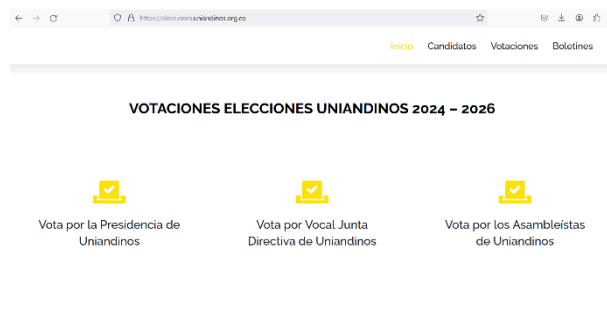 https://elecciones.uniandinos.org.co
Inicio Candidatos Votaciones Boletines
VOTACIONES ELECCIONES UNIANDINOS 2024 – 2026
Vota por la Presidencia de
Uniandinos
Vota por Vocal Junta
Directiva de Uniandinos
Vota por los Asambleístas
de Uniandinos